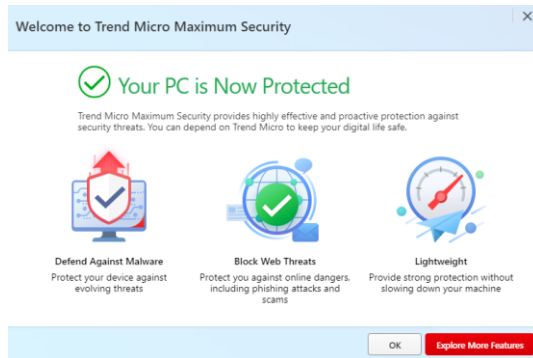 Welcome to Trend Micro Maximum Security
Your PC is Now Protected
Trend Micro Maximum Security provides highly effective and proactive protection against
security threats. You can depend on Trend Micro to keep your digital life safe.
Defend Against Malware
Protect your device against
evolving threats
Block Web Threats
Protect you against online dangers,
including phishing attacks and
scams
Lightweight
Provide strong protection without
slowing down your machine
OK
Explore More Features